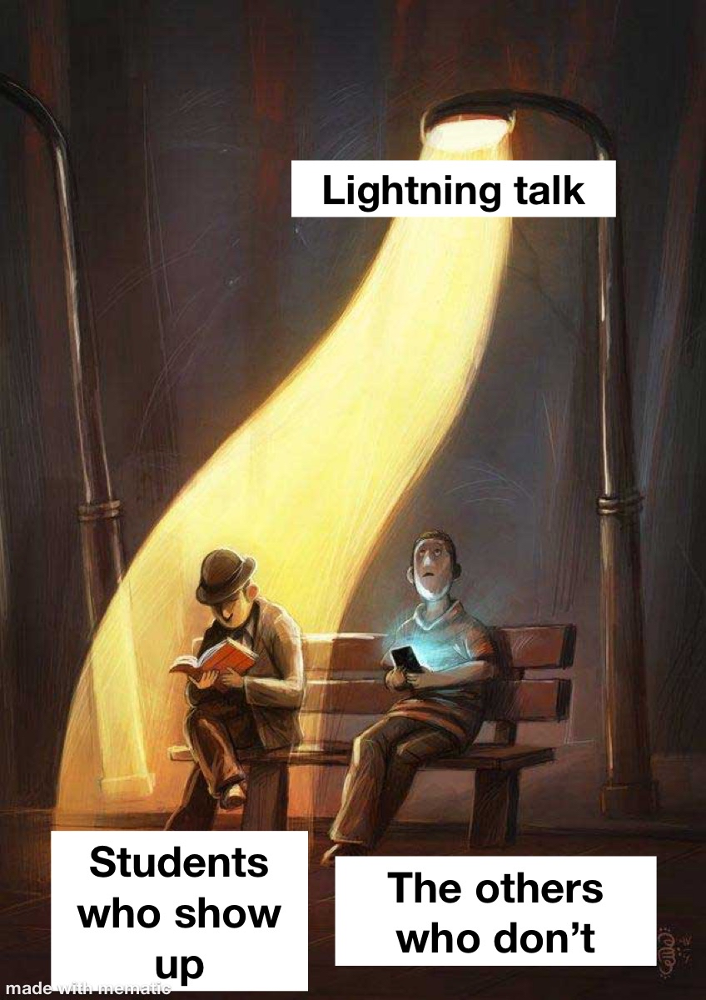 Lightning talk
Students
who show
up
The others
who don’t
made with mematic